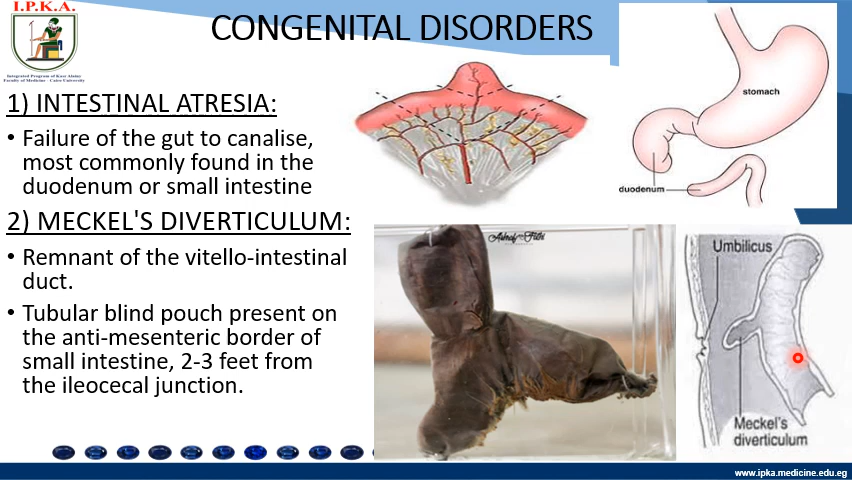 I.P.K.A.
Integrated Program of Kasr Alainy
Faculty of Medicine - Cairo University
CONGENITAL DISORDERS
1) INTESTINAL ATRESIA:
• Failure of the gut to canalise,
most commonly found in the
duodenum or small intestine
2) MECKEL'S DIVERTICULUM:
• Remnant of the vitello-intestinal
duct.
• Tubular blind pouch present on
the anti-mesenteric border of
small intestine, 2-3 feet from
the ileocecal junction.
stomach
duodenum
Ashraf Fathi
Umbilicus
Meckel's
diverticulum
www.ipka.medicine.edu.eg